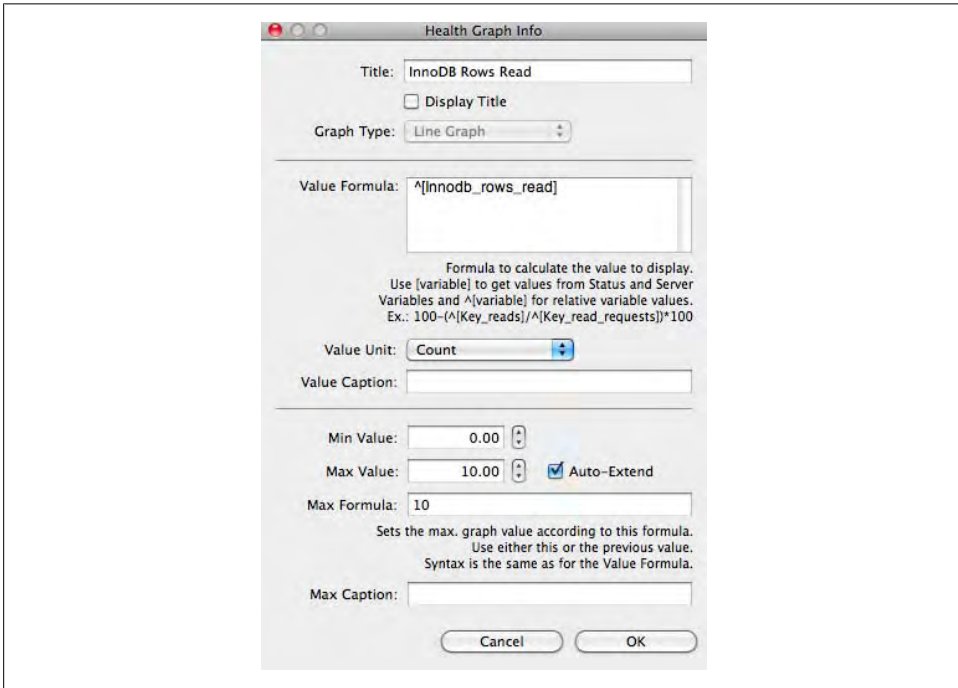 Health Graph Info
Title: InnoDB Rows Read
Display Title
Graph Type: Line Graph
Value Formula: ^[Innodb_rows_read]
Formula to calculate the value to display.
Use [variable] to get values from Status and Server
Variables and ^[variable] for relative variable values.
Ex.: 100-(^[Key_reads]/^[Key_read_requests])*100
Value Unit: Count
Value Caption:
Min Value: 0.00
Max Value: 10.00 Auto-Extend
Max Formula: 10
Sets the max. graph value according to this formula.
Use either this or the previous value.
Syntax is the same as for the Value Formula.
Max Caption:
Cancel OK